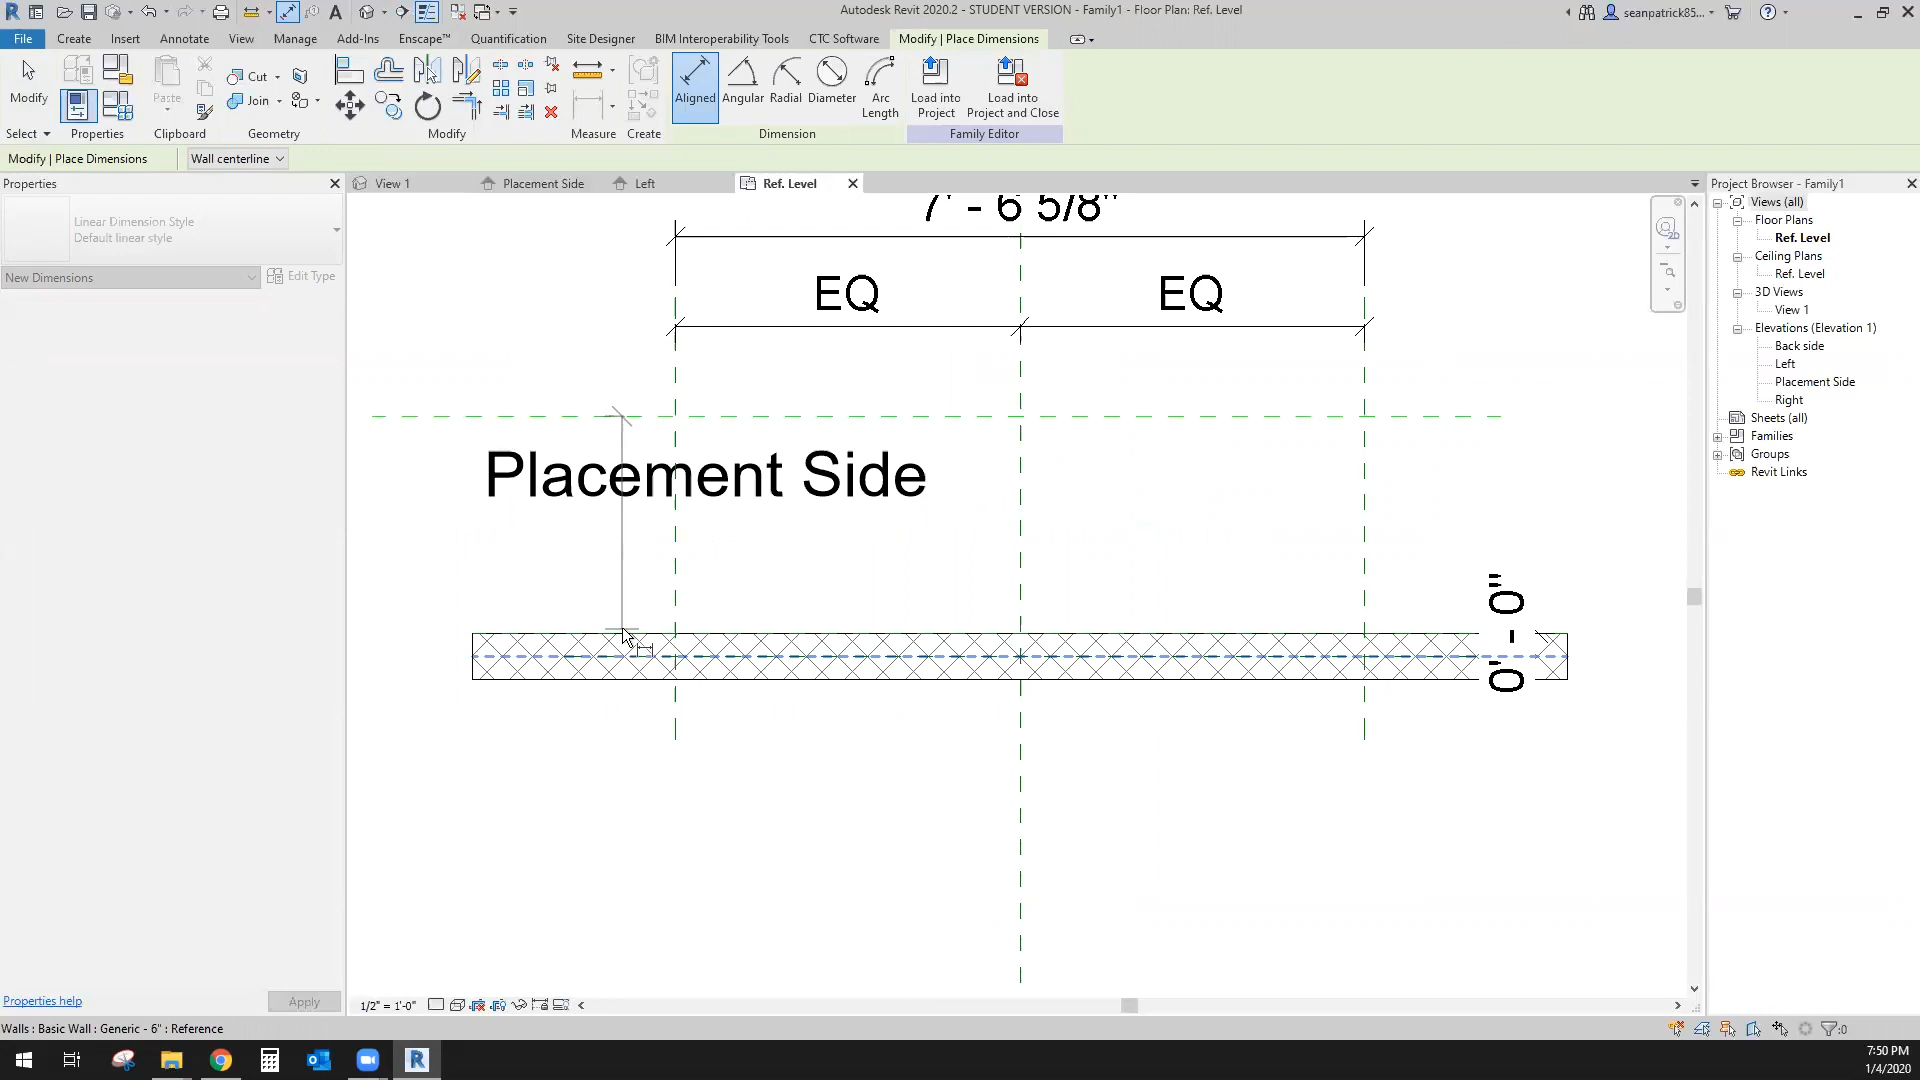 Autodesk Revit 2020.2 - STUDENT VERSION - Family1 - Floor Plan: Ref. Level
seanpatrick85...
File Create Insert Annotate View Manage Add-Ins Enscape™ Quantification Site Designer BIM Interoperability Tools CTC Software Modify | Place Dimensions
Modify
Paste
Cut
Join
Aligned Angular Radial Diameter Arc Length
Load into Project
Load into Project and Close
Select Properties Clipboard Geometry Modify Measure Create Dimension Family Editor
Modify | Place Dimensions Wall centerline
Properties
View 1 Placement Side Left Ref. Level
Project Browser - Family1
Linear Dimension Style
Default linear style
New Dimensions Edit Type
Views (all)
Floor Plans
Ref. Level
Ceiling Plans
Ref. Level
3D Views
View 1
Elevations (Elevation 1)
Back side
Left
Placement Side
Right
Sheets (all)
Families
Groups
Revit Links
2D
7' - 6 5/8"
EQ EQ
Placement Side
0' - 0"
Properties help Apply
1/2" = 1'-0"
Walls : Basic Wall : Generic - 6" : Reference
:0
7:50 PM
1/4/2020